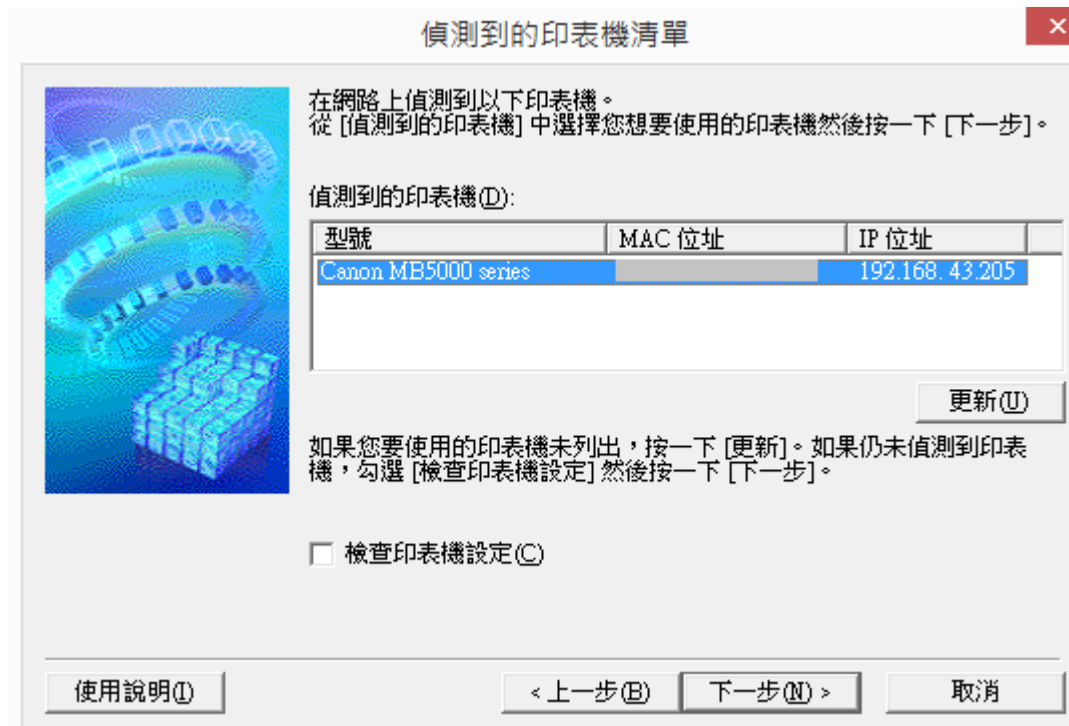 偵測到的印表機清單
在網路上偵測到以下印表機。
從 [偵測到的印表機] 中選擇您想要使用的印表機然後按一下 [下一步]。
偵測到的印表機(D):
型號 MAC 位址 IP 位址
Canon MB5000 series 192.168. 43.205
更新(U)
如果您要使用的印表機未列出，按一下 [更新]。如果仍未偵測到印表
機，勾選 [檢查印表機設定] 然後按一下 [下一步]。
檢查印表機設定(C)
使用說明(I) <上一步(B) 下一步(N) > 取消